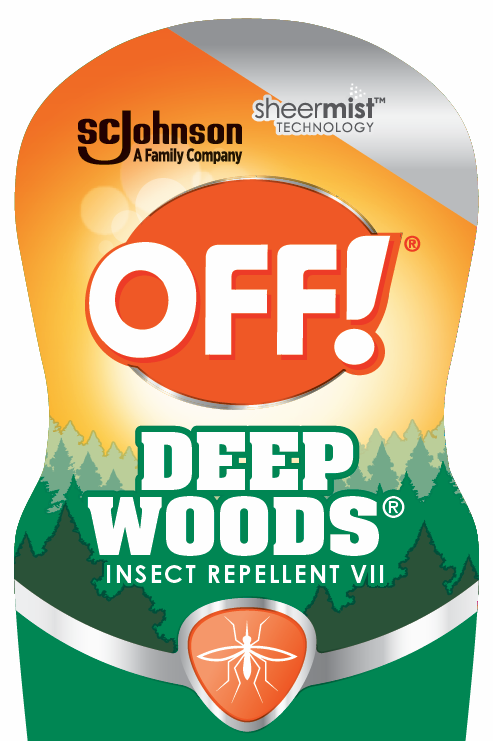 sheermist™
TECHNOLOGY
SCJohnson
A Family Company
OFF!®
DEEP
WOODS®
INSECT REPELLENT VII